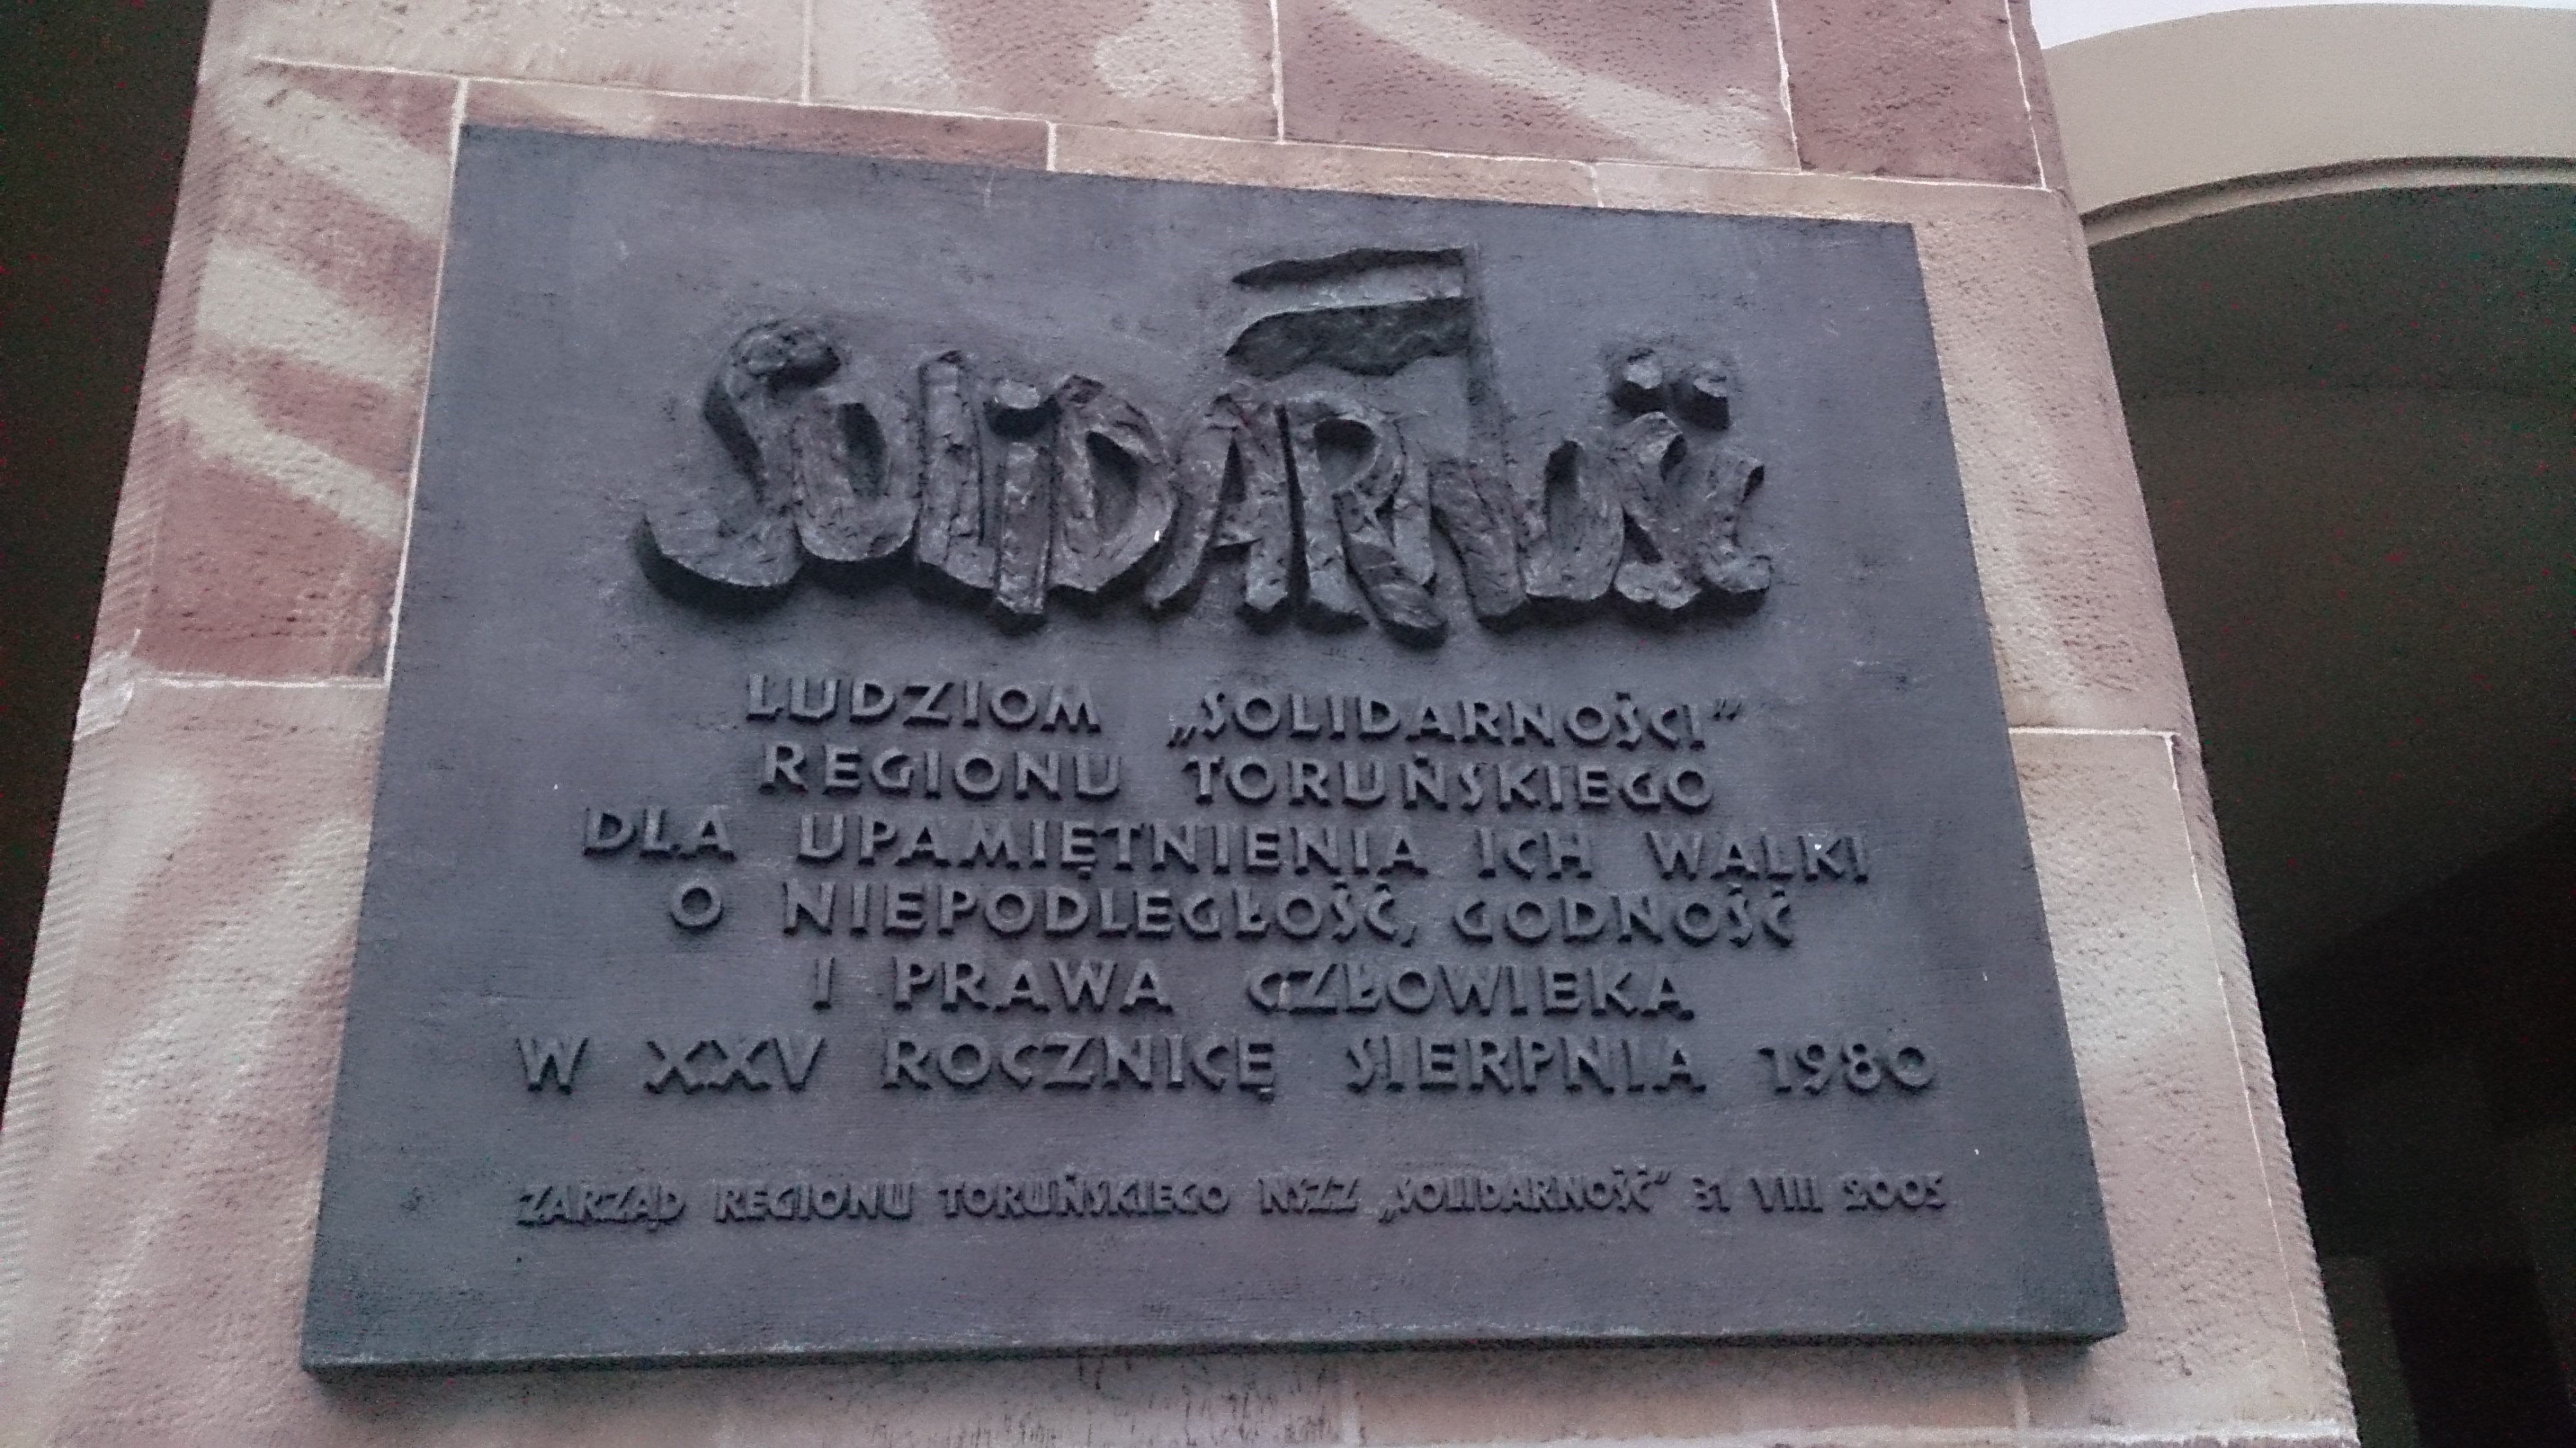 SOLIDARNOŚĆ
LUDZIOM „SOLIDARNOŚCI”
REGIONU TORUŃSKIEGO
DLA UPAMIĘTNIENIA ICH WALKI
O NIEPODLEGŁOŚĆ, GODNOŚĆ
I PRAWA CZŁOWIEKA
W XXV ROCZNICĘ SIERPNIA 1980
ZARZĄD REGIONU TORUŃSKIEGO NSZZ „SOLIDARNOŚĆ” 31 VIII 2005